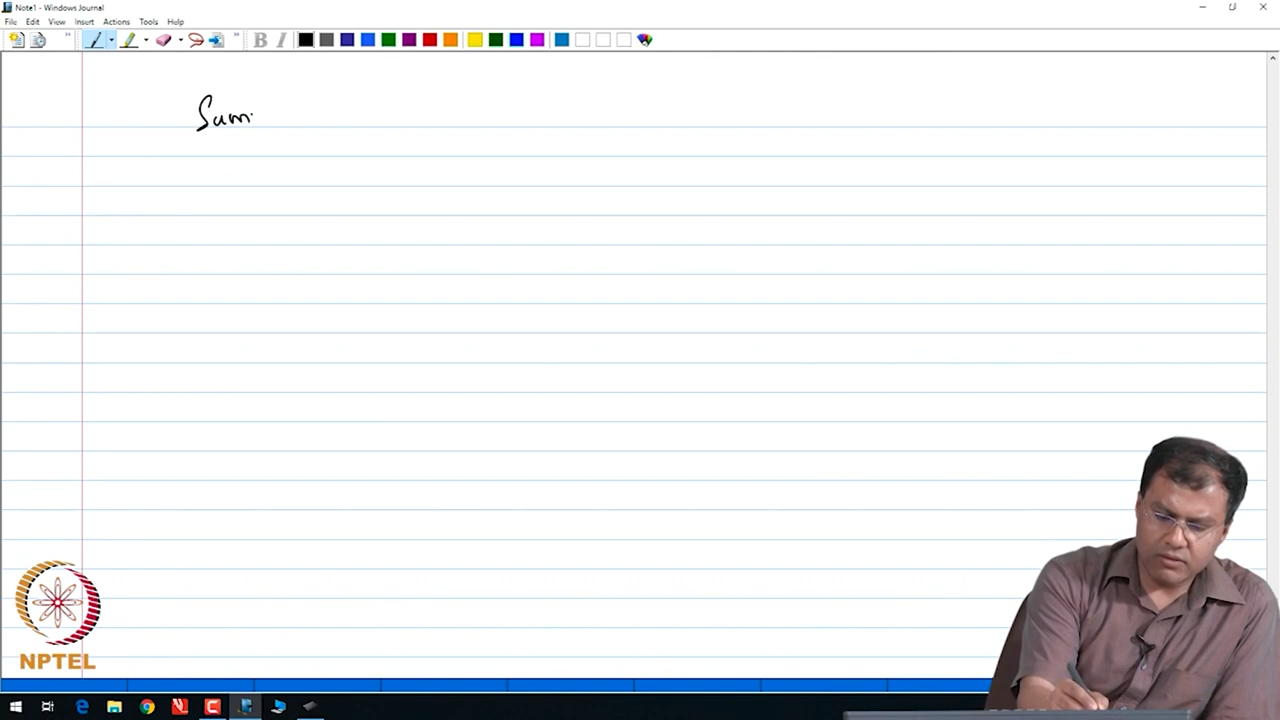 Note1 - Windows Journal
File Edit View Insert Actions Tools Help
B I
Sum
NPTEL